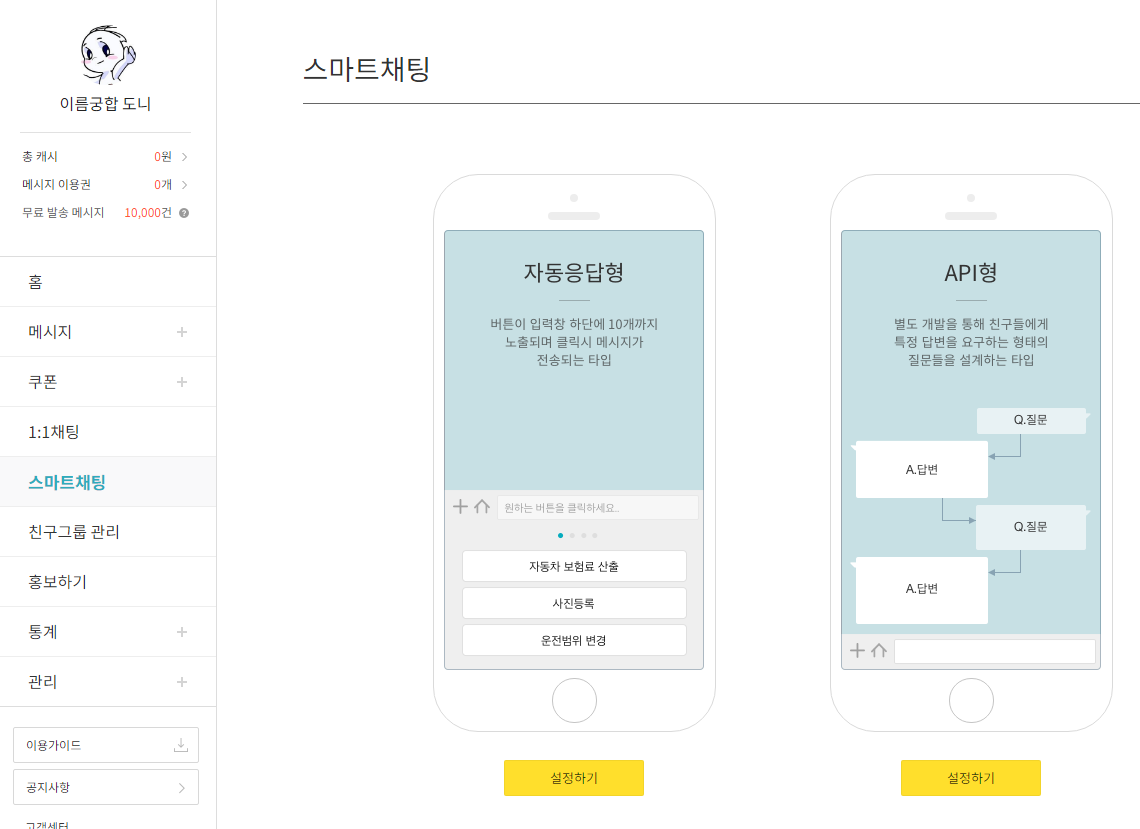 이름궁합 도니
총 캐시 0원
메시지 이용권 0개
무료 발송 메시지 10,000건 ?
홈
메시지
쿠폰
1:1채팅
스마트채팅
친구그룹 관리
홍보하기
통계
관리
이용가이드
공지사항
고객센터
스마트채팅
자동응답형
버튼이 입력창 하단에 10개까지
노출되며 클릭시 메시지가
전송되는 타입
원하는 버튼을 클릭하세요..
자동차 보험료 산출
사진등록
운전범위 변경
설정하기
API형
별도 개발을 통해 친구들에게
특정 답변을 요구하는 형태의
질문들을 설계하는 타입
Q.질문
A.답변
Q.질문
A.답변
설정하기